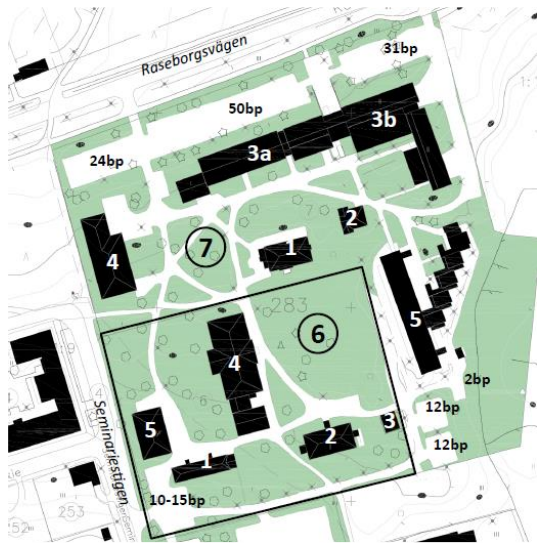 31bp
Raseborgsvägen
50bp
3b
3a
24bp
2
7
1
4
283
6
5
4
2bp
12bp
3
5
2
12bp
1
Seminariestigen
10-15bp
253
252